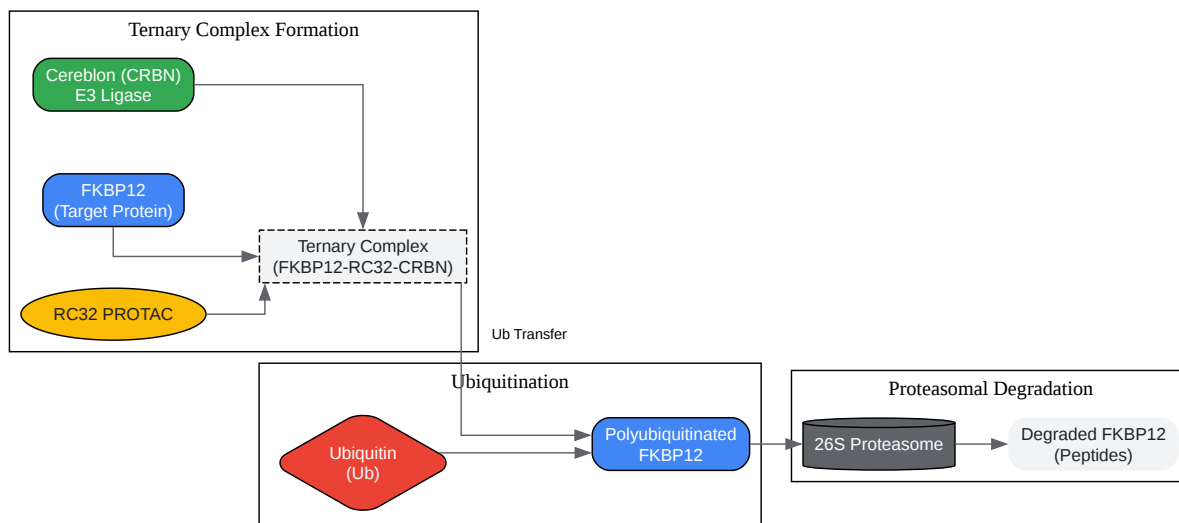 Ternary Complex Formation
Cereblon (CRBN)
E3 Ligase
FKBP12
(Target Protein)
Ternary Complex
(FKBP12-RC32-CRBN)
RC32 PROTAC
Ub Transfer
Ubiquitination
Ubiquitin
(Ub)
Polyubiquitinated
FKBP12
Proteasomal Degradation
26S Proteasome
Degraded FKBP12
(Peptides)